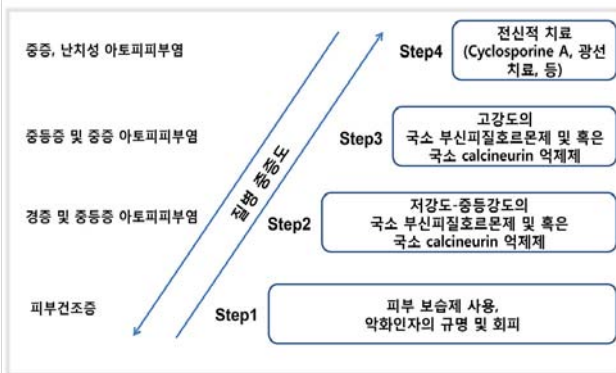 중증, 난치성 아토피피부염
Step4
전신적 치료
(Cyclosporine A, 광선
치료, 등)
중등증 및 중증 아토피피부염
Step3
고강도의
국소 부신피질호르몬제 및 혹은
국소 calcineurin 억제제
질병 중증도
경증 및 중등증 아토피피부염
Step2
저강도-중등강도의
국소 부신피질호르몬제 및 혹은
국소 calcineurin 억제제
피부건조증
Step1
피부 보습제 사용,
악화인자의 규명 및 회피